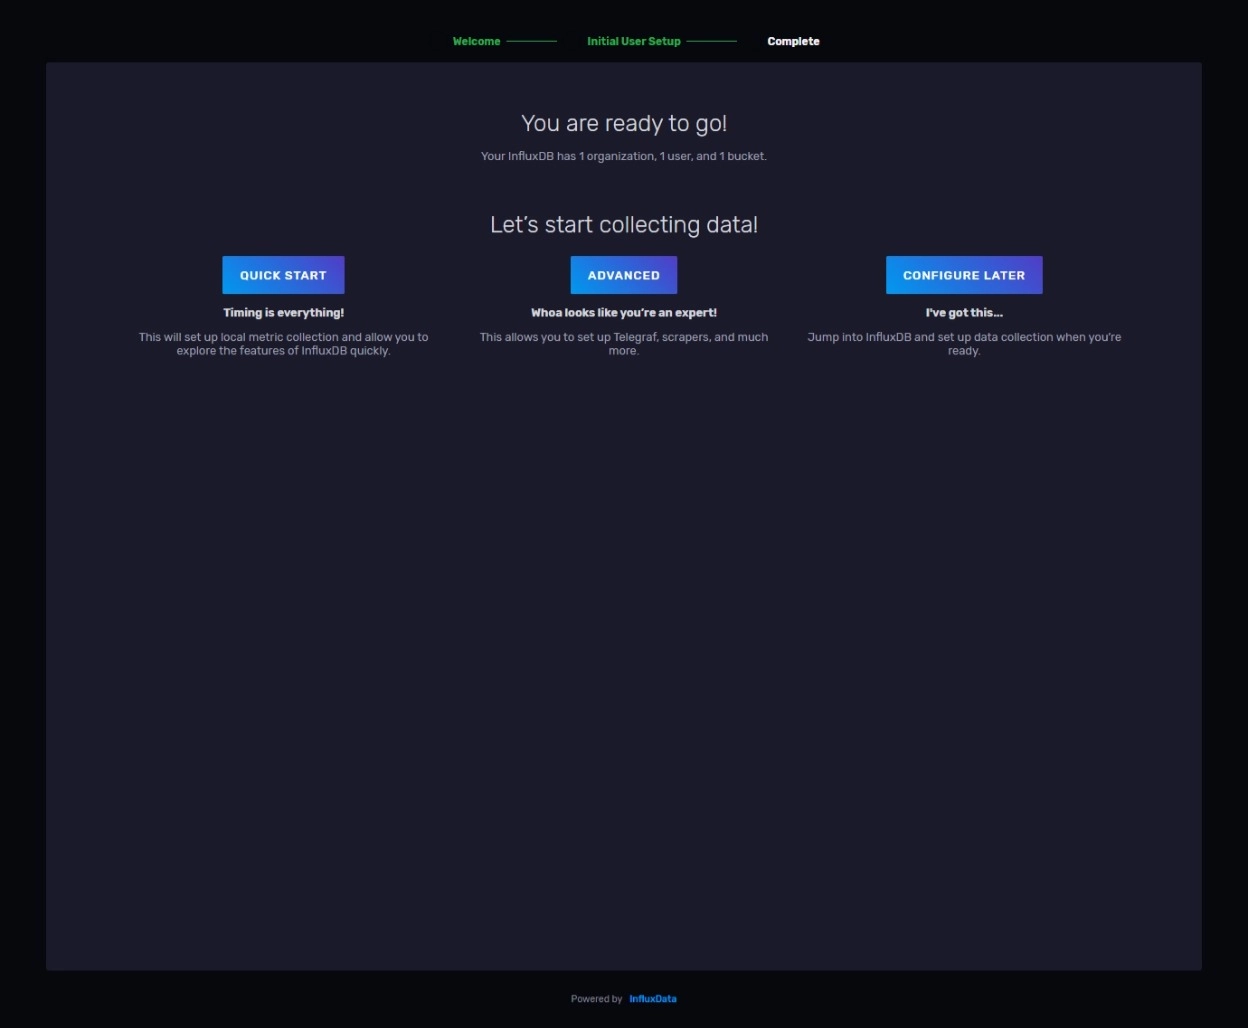 Welcome
Initial User Setup
Complete
You are ready to go!
Your InfluxDB has 1 organization, 1 user, and 1 bucket.
Let's start collecting data!
QUICK START
Timing is everything!
This will set up local metric collection and allow you to
explore the features of InfluxDB quickly.
ADVANCED
Whoa looks like you're an expert!
This allows you to set up Telegraf, scrapers, and much
more.
CONFIGURE LATER
I've got this...
Jump into InfluxDB and set up data collection when you're
ready.
Powered by InfluxData